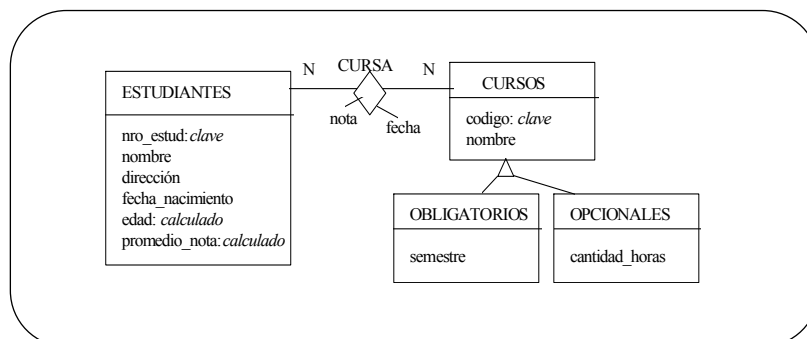 N
CURSA
N
nota
fecha
ESTUDIANTES
nro_estud: clave
nombre
dirección
fecha_nacimiento
edad: calculado
promedio_nota: calculado
CURSOS
codigo: clave
nombre
OBLIGATORIOS
semestre
OPCIONALES
cantidad_horas